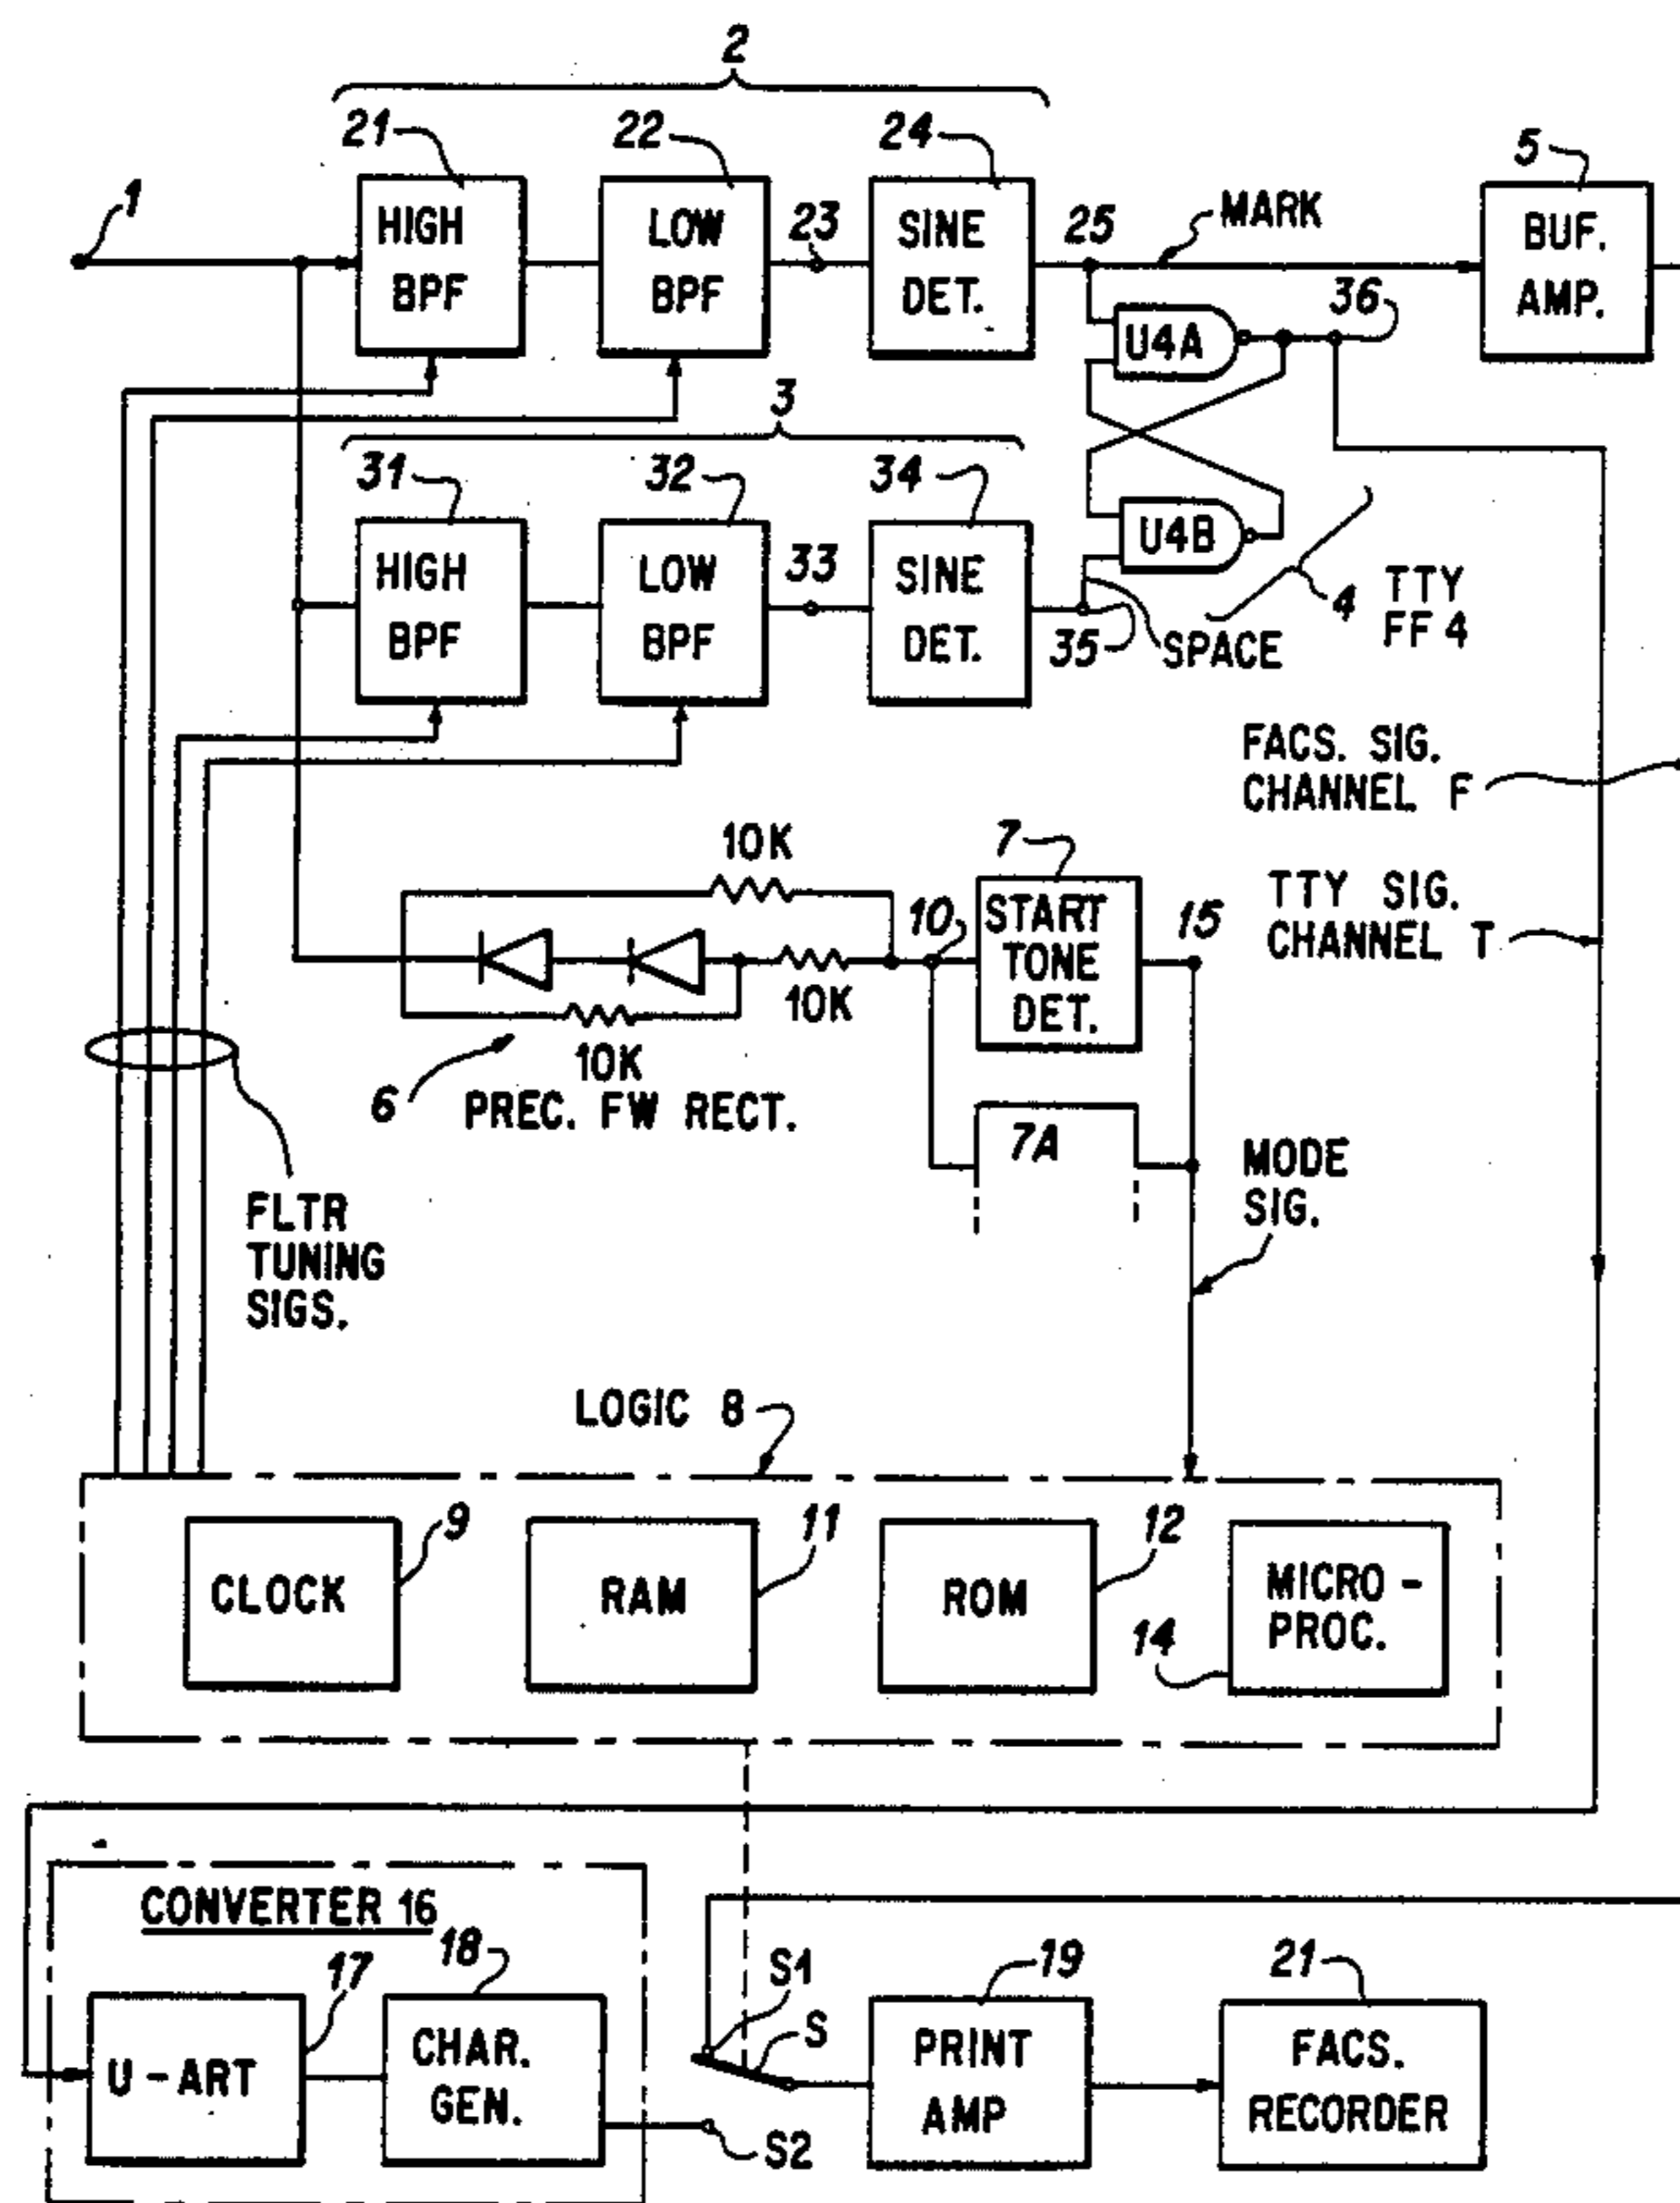 2
21
22
24
5
1
HIGH
BPF
LOW
BPF
23
SINE
DET.
25
MARK
BUF.
AMP.
36
U4A
3
31
32
34
HIGH
BPF
LOW
BPF
33
SINE
DET.
U4B
35
SPACE
4
TTY
FF 4
FACS. SIG.
CHANNEL F
10K
7
TTY SIG.
CHANNEL T
10
START
TONE
DET.
15
10K
10K
6
PREC. FW RECT.
7A
MODE
SIG.
FLTR
TUNING
SIGS.
LOGIC 8
9
11
12
CLOCK
RAM
ROM
MICRO -
PROC.
14
CONVERTER 16
17
18
S1
19
21
S
U - ART
CHAR.
GEN.
PRINT
AMP
FACS.
RECORDER
S2